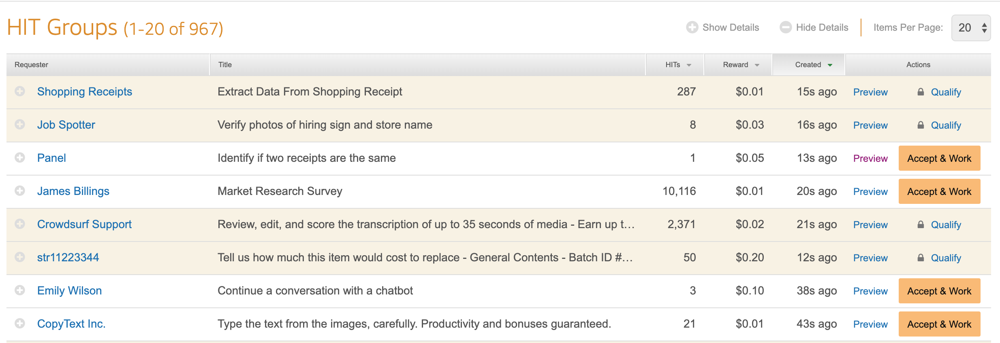 HIT Groups (1-20 of 967) Show Details Hide Details Items Per Page: 20
Requester Title HITs Reward Created Actions
Shopping Receipts Extract Data From Shopping Receipt 287 $0.01 15s ago Preview Qualify
Job Spotter Verify photos of hiring sign and store name 8 $0.03 16s ago Preview Qualify
Panel Identify if two receipts are the same 1 $0.05 13s ago Preview Accept & Work
James Billings Market Research Survey 10,116 $0.01 20s ago Preview Accept & Work
Crowdsurf Support Review, edit, and score the transcription of up to 35 seconds of media - Earn up t... 2,371 $0.02 21s ago Preview Qualify
str11223344 Tell us how much this item would cost to replace - General Contents - Batch ID #... 50 $0.20 12s ago Preview Qualify
Emily Wilson Continue a conversation with a chatbot 3 $0.10 38s ago Preview Accept & Work
CopyText Inc. Type the text from the images, carefully. Productivity and bonuses guaranteed. 21 $0.01 43s ago Preview Accept & Work